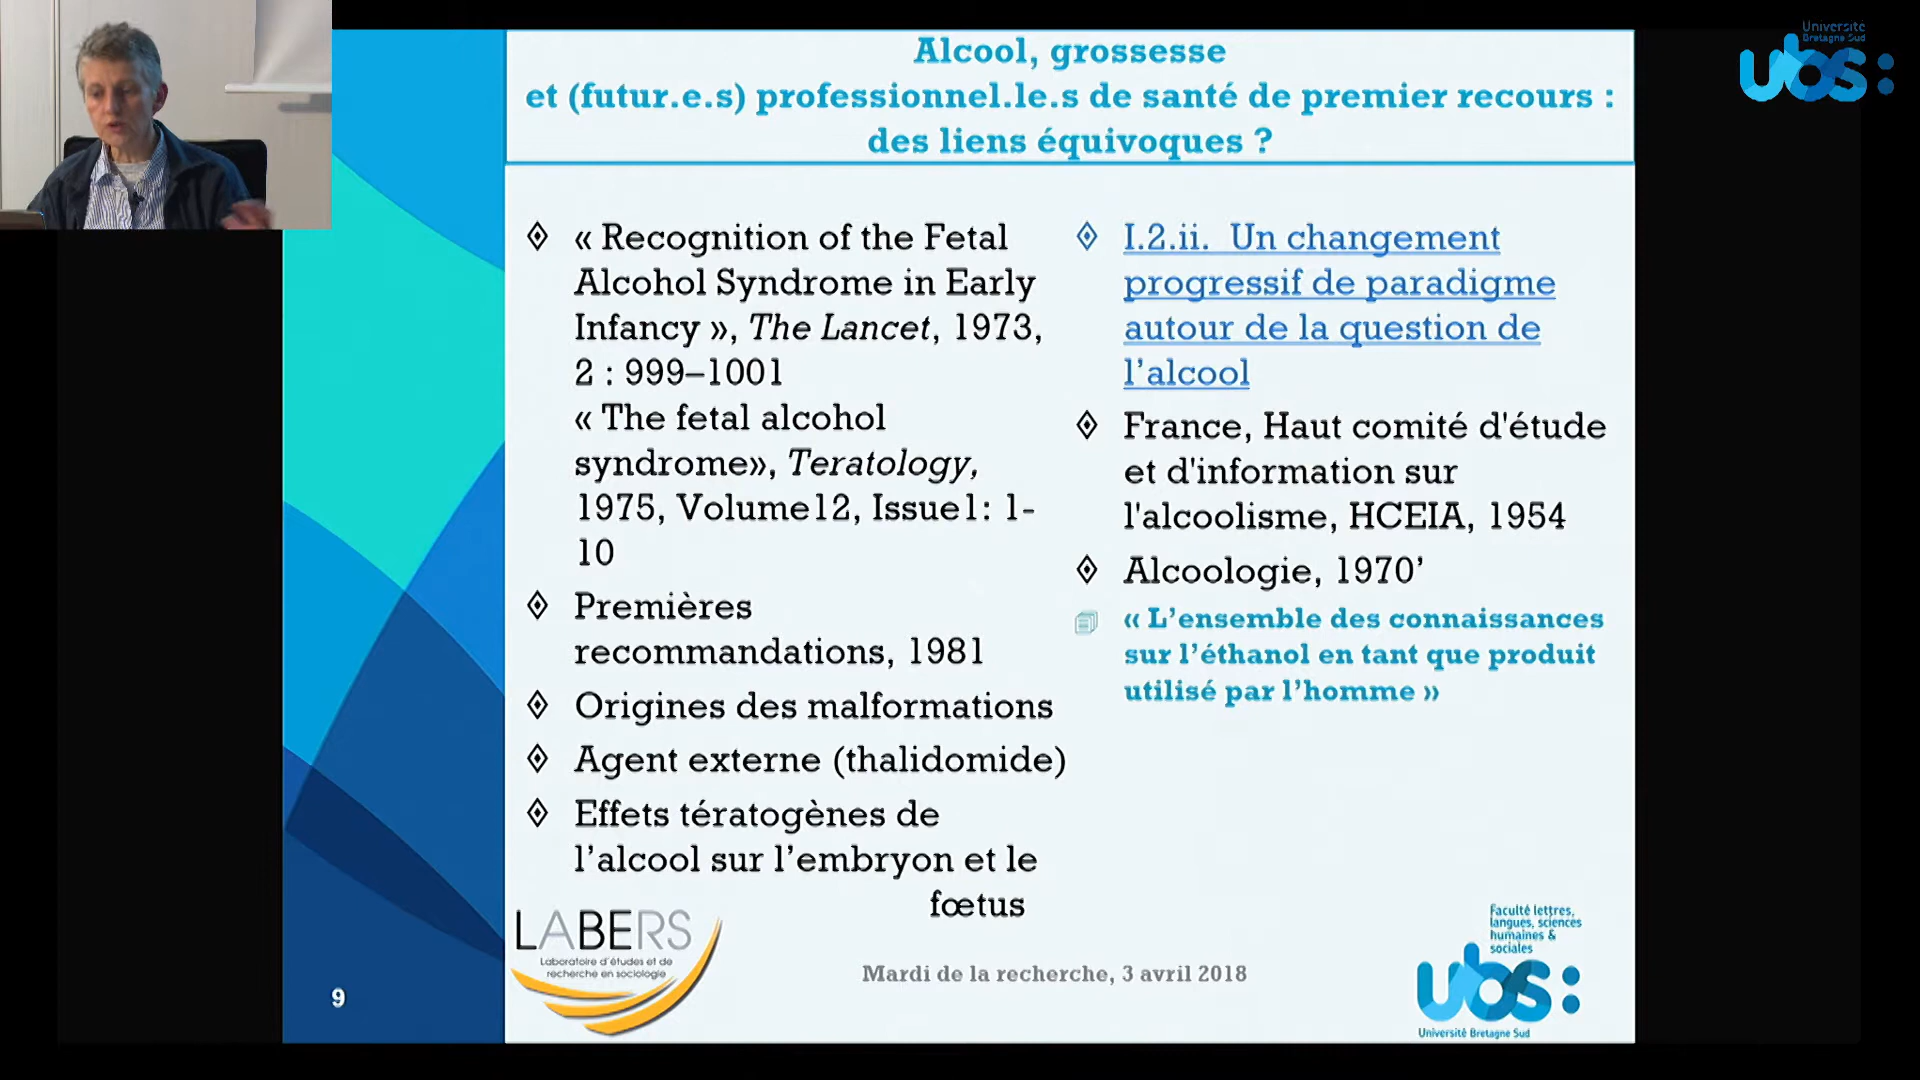 Université
Bretagne Sud
ubs:
Alcool, grossesse
et (futur.e.s) professionnel.le.s de santé de premier recours :
des liens équivoques ?
« Recognition of the Fetal
Alcohol Syndrome in Early
Infancy », The Lancet, 1973,
2 : 999–1001
« The fetal alcohol
syndrome», Teratology,
1975, Volume12, Issue1: 1-
10
Premières
recommandations, 1981
Origines des malformations
Agent externe (thalidomide)
Effets tératogènes de
l’alcool sur l’embryon et le
fœtus
I.2.ii. Un changement
progressif de paradigme
autour de la question de
l’alcool
France, Haut comité d'étude
et d'information sur
l'alcoolisme, HCEIA, 1954
Alcoologie, 1970’
« L’ensemble des connaissances
sur l’éthanol en tant que produit
utilisé par l’homme »
LABERS
Laboratoire d'études et de
recherche en sociologie
Mardi de la recherche, 3 avril 2018
Faculté lettres,
langues, sciences
humaines &
sociales
ubs:
Université Bretagne Sud
9